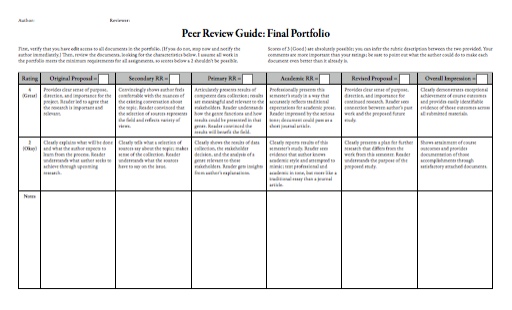 Author:
Reviewer:
Peer Review Guide: Final Portfolio
First, verify that you have edit access to all documents in the portfolio. (If you do not, stop now and notify the
author immediately.) Then, review the documents, looking for the characteristics below. I assume all work in
the portfolio meets the minimum requirements for all assignments, so scores below a 2 shouldn't be possible.
Scores of 3 (Good) are absolutely possible; you can infer the rubric description between the two provided. Your
comments are more important than your ratings; be sure to point out what the author could do to make each
document even better than it already is.
Rating
Original Proposal =
Secondary RR =
Primary RR =
Academic RR =
Revised Proposal =
Overall Impression =
4
(Great)
Provides clear sense of purpose,
direction, and importance for the
project. Reader led to agree that
the research is important and
relevant.
Convincingly shows author feels
comfortable with the nuances of
the existing conversation about
the topic. Reader convinced that
the selection of sources represents
the field and reflects variety of
views.
Articulately presents results of
competent data collection; results
are meaningful and relevant to the
stakeholders. Reader understands
how the genre functions and how
results could be presented in that
genre. Reader convinced the
results will benefit the field.
Professionally presents this
semester's study in a way that
accurately reflects traditional
expectations for academic genres.
Reader impressed by the serious
tone; document could pass as a
short journal article.
Provides clear sense of purpose,
direction, and importance for
continued research. Reader sees
connection between author's past
work and the proposed future
study.
Clearly demonstrates exceptional
achievement of course outcomes
and provides easily identifiable
evidence of those outcomes across
all submitted materials.
2
(Okay)
Clearly explains what will be done
and what the author expects to
learn from the process. Reader
understands what author seeks to
achieve through upcoming
research.
Clearly tells what a selection of
sources say about the topic; makes
sense of the collection. Reader
understands what the sources
have to say on the issue.
Clearly shows the results of data
collection, the stakeholder
decision, and the analysis of a
genre relevant to those
stakeholders. Reader gets insights
from author's explanations.
Clearly reports results of this
semester's study. Reader sees
evidence that author knows
academic style and attempted to
mimic; not professional and
academic in tone, but more like a
traditional essay than a journal
article.
Clearly presents a plan for further
research that differs from the
work from this semester. Reader
understands the purpose of the
proposed study.
Shows attainment of course
outcomes and provides
documentation of those
accomplishments through
satisfactory attached documents.
Notes